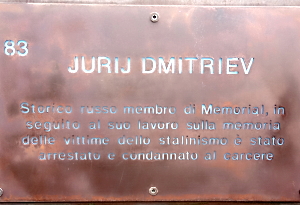 83
JURIJ DMITRIEV
Storico russo membro di Memorial, in
seguito al suo lavoro sulla memoria
delle vittime dello stalinismo è stato
arrestato e condannato al carcere